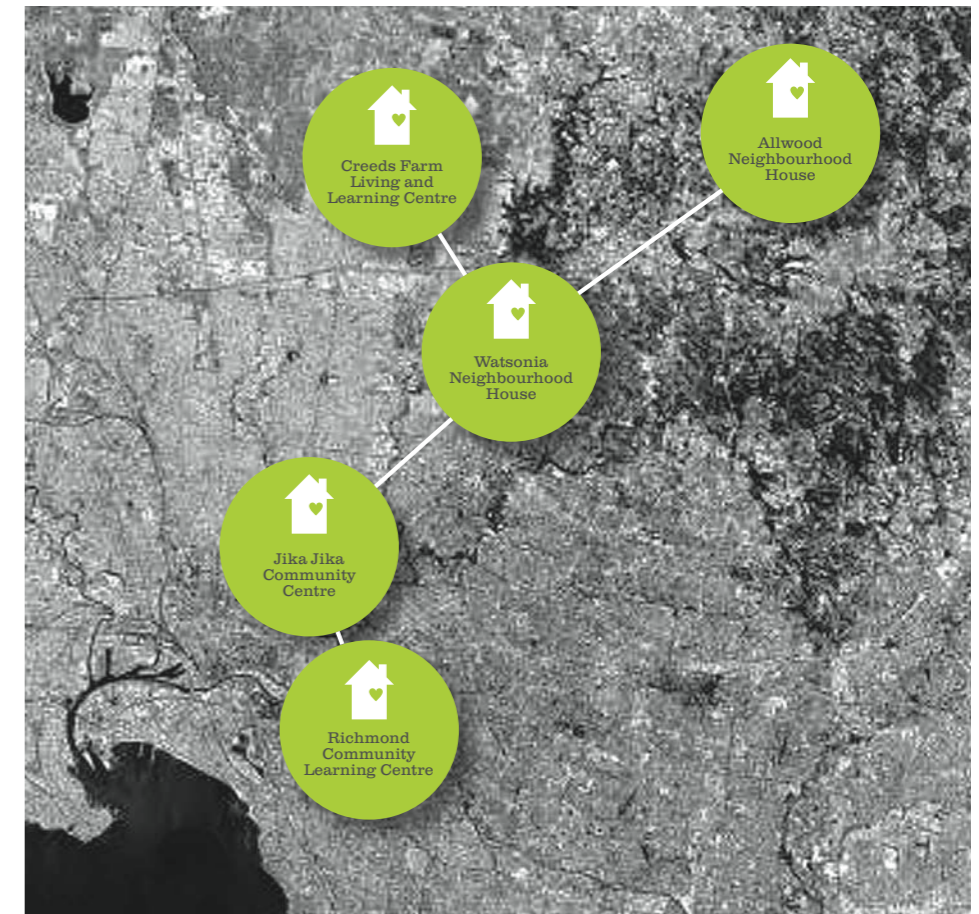 Creeds Farm
Living and
Learning Centre
Allwood
Neighbourhood
House
Watsonia
Neighbourhood
House
Jika Jika
Community
Centre
Richmond
Community
Learning Centre